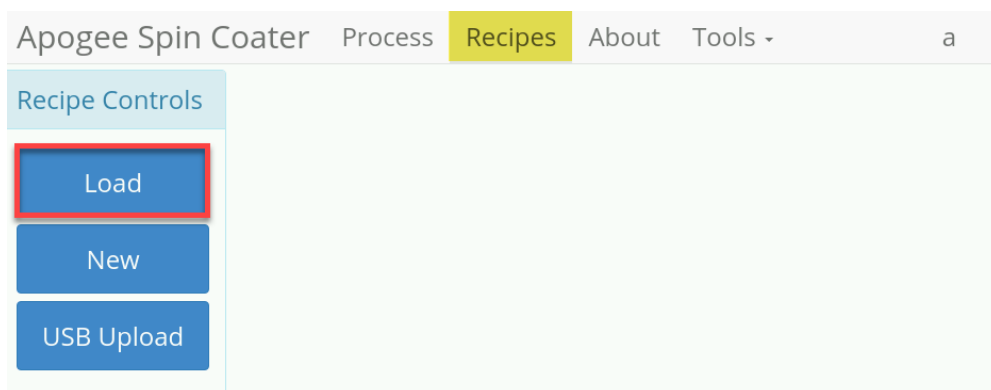 Apogee Spin Coater Process Recipes About Tools a
Recipe Controls
Load
New
USB Upload